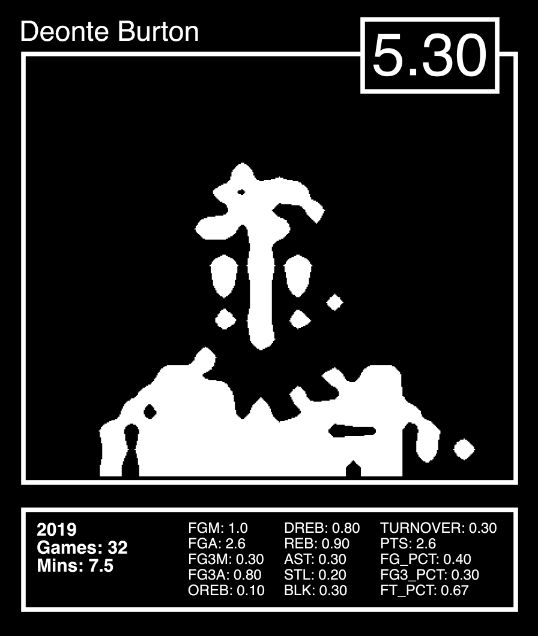 Deonte Burton
5.30
2019
Games: 32
Mins: 7.5
FGM: 1.0
FGA: 2.6
FG3M: 0.30
FG3A: 0.80
OREB: 0.10
DREB: 0.80
REB: 0.90
AST: 0.30
STL: 0.20
BLK: 0.30
TURNOVER: 0.30
PTS: 2.6
FG_PCT: 0.40
FG3_PCT: 0.30
FT_PCT: 0.67